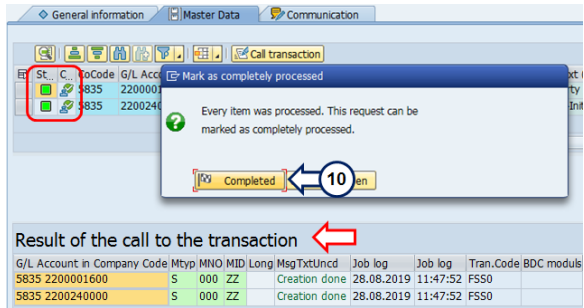 General information Master Data Communication
Call transaction
St.. C.. CoCode G/L Acc
Mark as completely processed
5835 2200001
5835 2200024
Every item was processed. This request can be
marked as completely processed.
Completed 10 en
Result of the call to the transaction
G/L Account in Company Code Mtyp MNO MID Long MsgTxtUncd Job log Job log Tran.Code BDC moduls
5835 2200001600 S 000 ZZ Creation done 28.08.2019 11:47:52 FSS0
5835 2200240000 S 000 ZZ Creation done 28.08.2019 11:47:52 FSS0